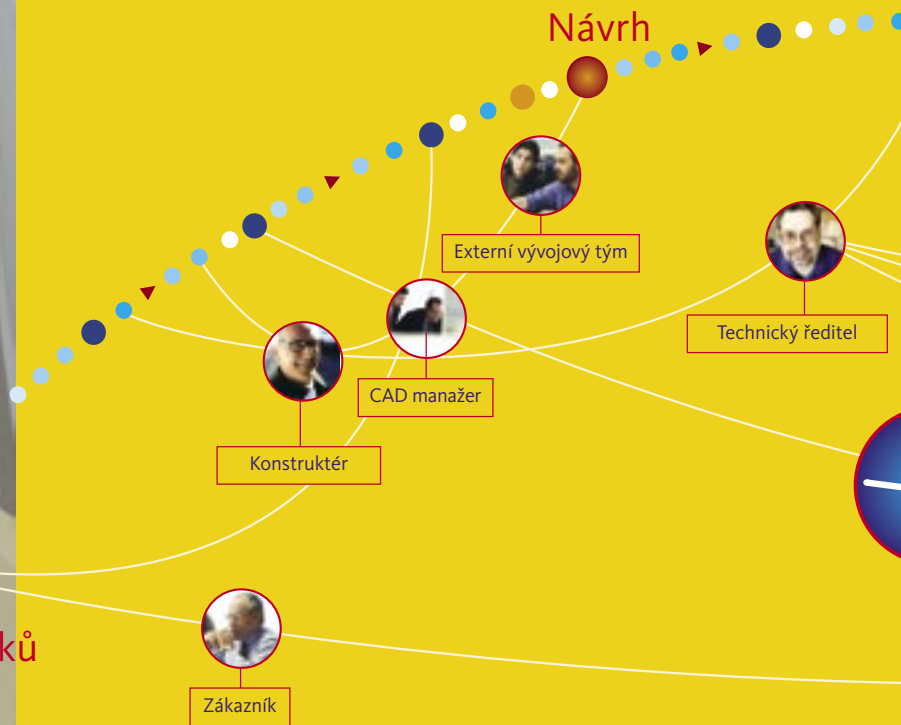 Návrh
Externí vývojový tým
Technický ředitel
CAD manažer
Konstruktér
ků
Zákazník